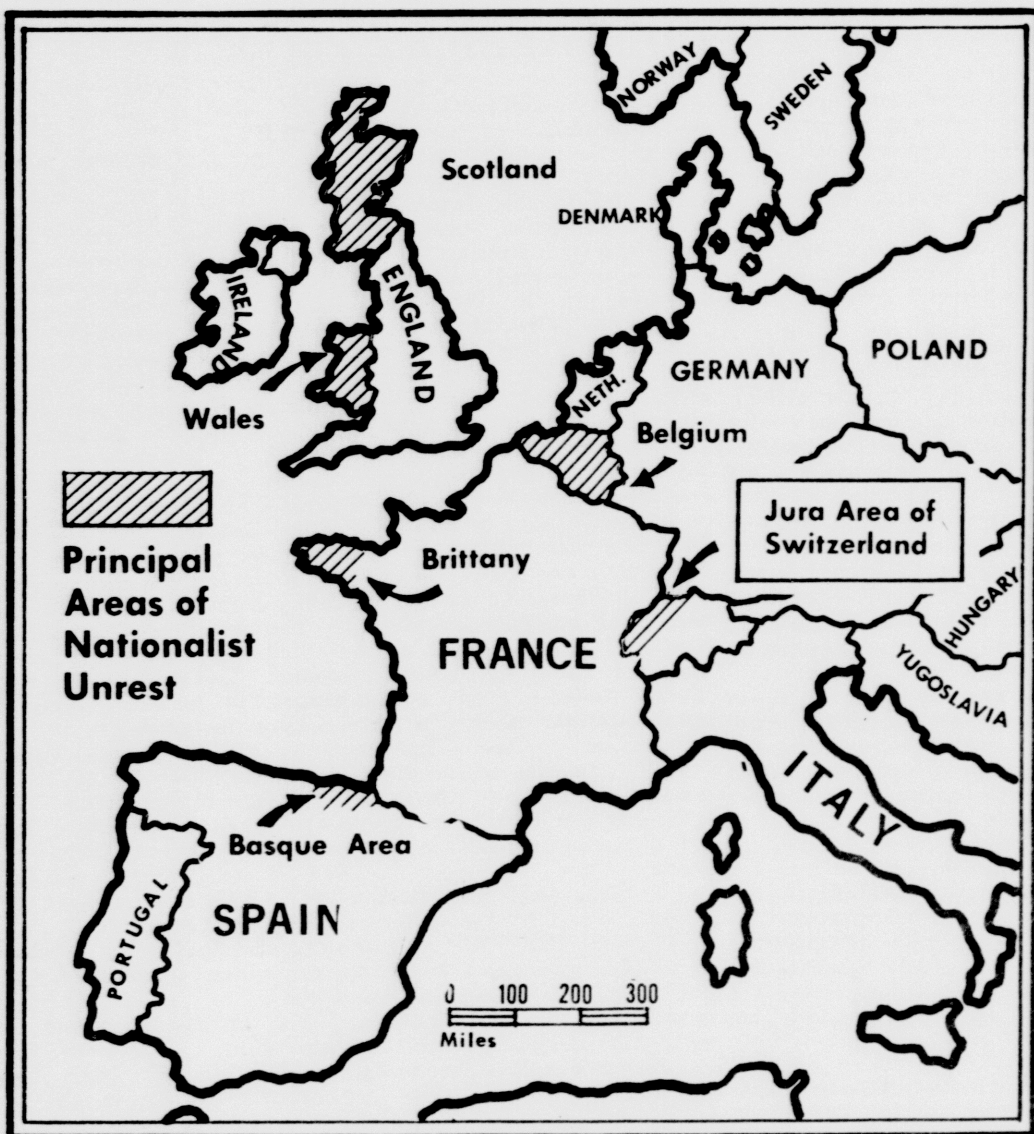 NORWAY
SWEDEN
Scotland
DENMARK
IRELAND
ENGLAND
POLAND
GERMANY
NETH.
Wales
Belgium
Jura Area of
Switzerland
Principal
Areas of
Nationalist
Unrest
Brittany
HUNGARY
FRANCE
YUGOSLAVIA
ITALY
Basque Area
PORTUGAL
SPAIN
0 100 200 300
Miles